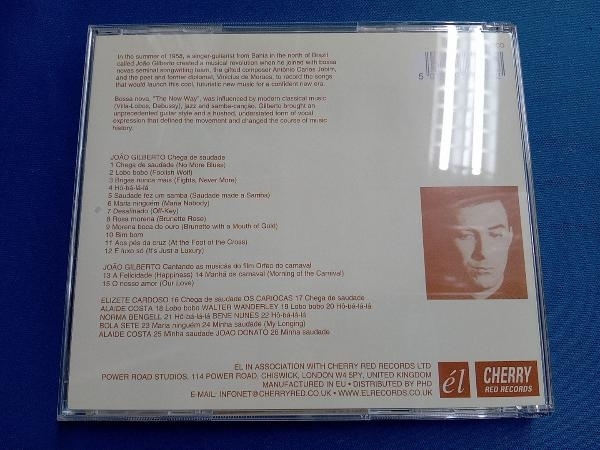 In the summer of 1958, a singer-guitarist from Bahia in the north of Brazil
called João Gilberto created a musical revolution when he joined with bossa
novas seminal songwriting team, the gifted composer Antônio Carlos Jobim,
and the poet and former diplomat, Vinicius de Moraes, to record the songs
that would launch this cool, futuristic new music for a confident new era.
Bossa nova, "The New Way", was influenced by modern classical music
(Villa-Lobos, Debussy), jazz and samba-canção. Gilberto brought an
unprecedented guitar style and a hushed, understated form of vocal
expression that defined the movement and changed the course of music
history.
JOÃO GILBERTO Chega de saudade
1 Chega de saudade (No More Blues)
2 Lobo bobo (Foolish Wolf)
3 Brigas nunca mais (Fights, Never More)
4 Hô-bá-lá-lá
5 Saudade fez um samba (Saudade made a Samba)
6 Maria ninguém (Maria Nobody)
7 Desafinado (Off-Key)
8 Rosa morena (Brunette Rose)
9 Morena boca de ouro (Brunette with a Mouth of Gold)
10 Bim bom
11 Aos pés da cruz (At the Foot of the Cross)
12 É luxo só (It's Just a Luxury)
JOÃO GILBERTO Cantando as musicás do film Orfeo do carnaval
13 A Felicidade (Happiness) 14 Manhã de carnaval (Morning of the Carnival)
15 O nosso amor (Our Love)
ELIZETE CARDOSO 16 Chega de saudade OS CARIOCAS 17 Chega de saudade
ALAIDE COSTA 18 Lobo bobo WALTER WANDERLEY 19 Lobo bobo 20 Hô-bá-lá-lá
NORMA BENGELL 21 Hô-bá-lá-lá BENE NUNES 22 Hô-bá-lá-lá
BOLA SETE 23 Maria ninguém 24 Minha saudade (My Longing)
ALAIDE COSTA 25 Minha saudade JOAO DONATO 26 Minha saudade
EL IN ASSOCIATION WITH CHERRY RED RECORDS LTD
POWER ROAD STUDIOS, 114 POWER ROAD, CHISWICK, LONDON W4 5PY, UNITED KINGDOM
MANUFACTURED IN EU • DISTRIBUTED BY PHD
E-MAIL: INFONET@CHERRYRED.CO.UK • WWW.ELRECORDS.CO.UK
él
CHERRY
RED RECORDS